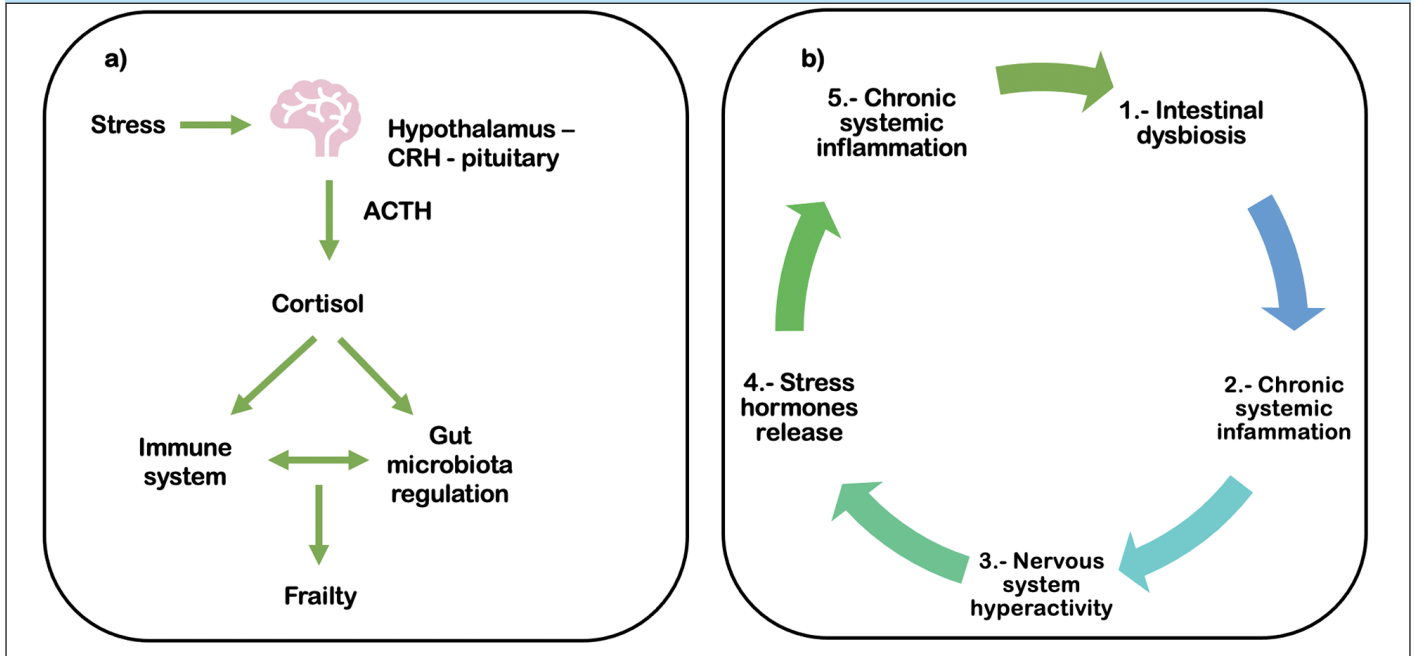 a)
Stress
Hypothalamus –
CRH - pituitary
ACTH
Cortisol
Immune
system
Gut
microbiota
regulation
Frailty
b)
5.- Chronic
systemic
inflammation
1.- Intestinal
dysbiosis
2.- Chronic
systemic
infammation
3.- Nervous
system
hyperactivity
4.- Stress
hormones
release